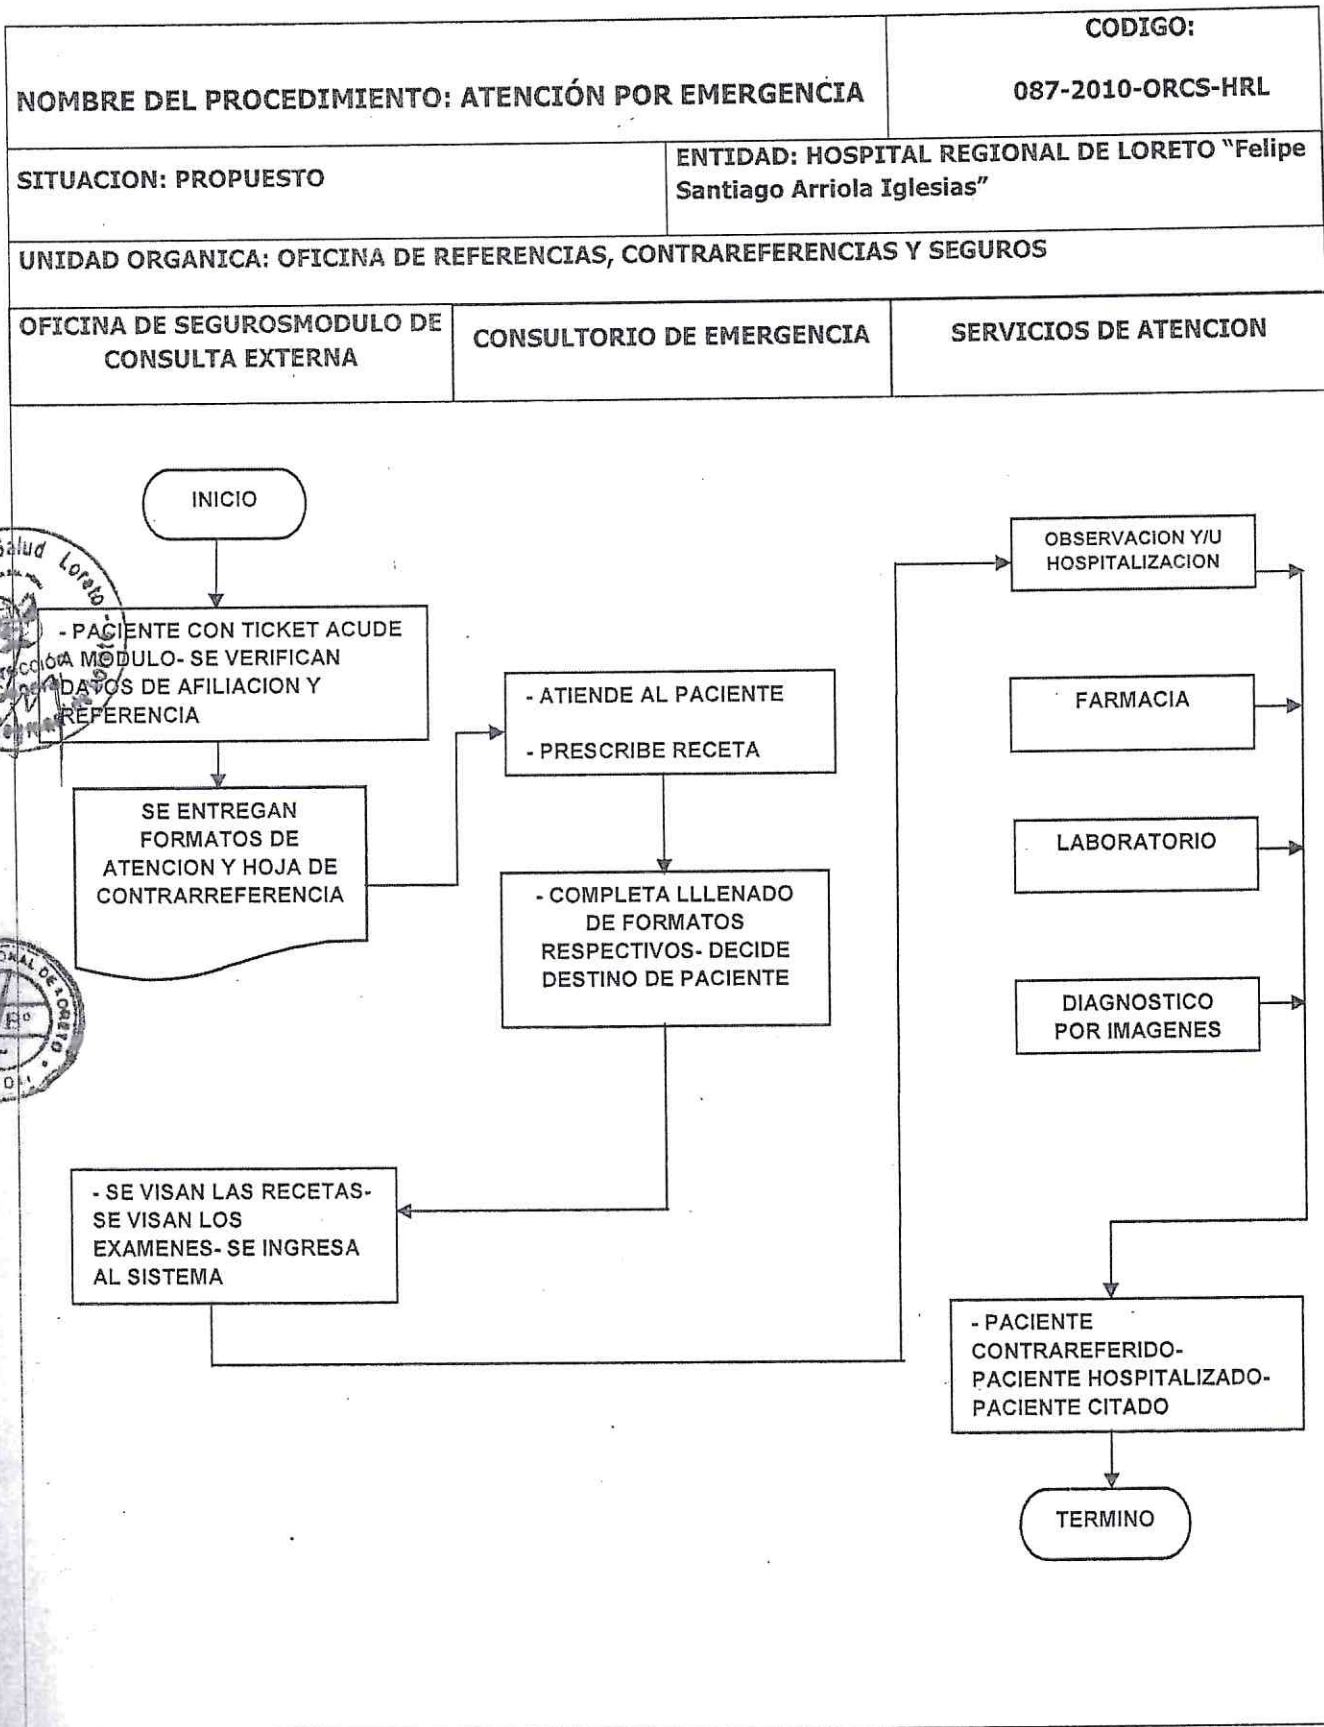 CODIGO:
NOMBRE DEL PROCEDIMIENTO: ATENCIÓN POR EMERGENCIA
087-2010-ORCS-HRL
SITUACION: PROPUESTO
ENTIDAD: HOSPITAL REGIONAL DE LORETO "Felipe
Santiago Arriola Iglesias"
UNIDAD ORGANICA: OFICINA DE REFERENCIAS, CONTRAREFERENCIAS Y SEGUROS
OFICINA DE SEGUROSMODULO DE
CONSULTA EXTERNA
CONSULTORIO DE EMERGENCIA
SERVICIOS DE ATENCION
INICIO
- PACIENTE CON TICKET ACUDE
A MODULO- SE VERIFICAN
DATOS DE AFILIACION Y
REFERENCIA
SE ENTREGAN
FORMATOS DE
ATENCION Y HOJA DE
CONTRARREFERENCIA
- ATIENDE AL PACIENTE
- PRESCRIBE RECETA
- COMPLETA LLLENADO
DE FORMATOS
RESPECTIVOS- DECIDE
DESTINO DE PACIENTE
- SE VISAN LAS RECETAS-
SE VISAN LOS
EXAMENES- SE INGRESA
AL SISTEMA
OBSERVACION Y/U
HOSPITALIZACION
FARMACIA
LABORATORIO
DIAGNOSTICO
POR IMAGENES
- PACIENTE
CONTRAREFERIDO-
PACIENTE HOSPITALIZADO-
PACIENTE CITADO
TERMINO
Salud Loreto
DE LORETO